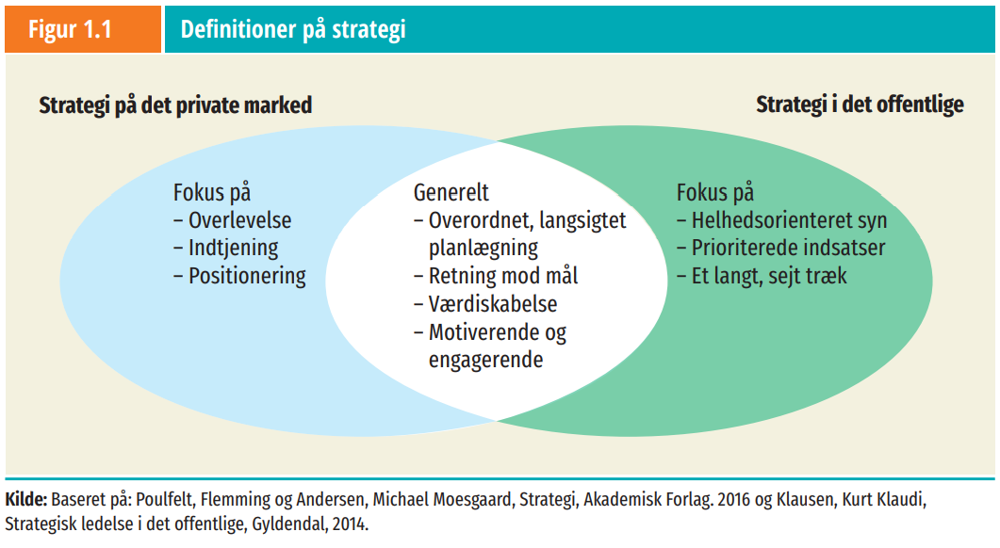 Figur 1.1
Definitioner på strategi
Strategi på det private marked
Strategi i det offentlige
Fokus på
– Overlevelse
– Indtjening
– Positionering
Generelt
– Overordnet, langsigtet
planlægning
– Retning mod mål
– Værdiskabelse
– Motiverende og
engagerende
Fokus på
– Helhedsorienteret syn
– Prioriterede indsatser
– Et langt, sejt træk
Kilde: Baseret på: Poulfelt, Flemming og Andersen, Michael Moesgaard, Strategi, Akademisk Forlag. 2016 og Klausen, Kurt Klaudi,
Strategisk ledelse i det offentlige, Gyldendal, 2014.